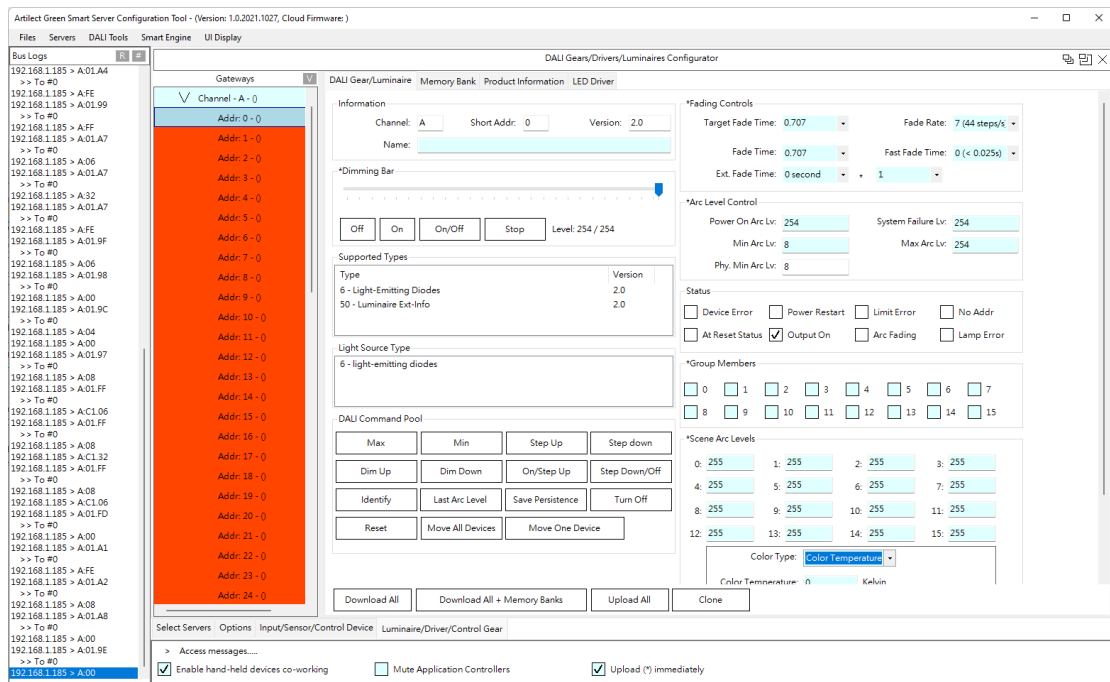 Artilect Green Smart Server Configuration Tool - (Version: 1.0.2021.1027, Cloud Firmware: )
Files Servers DALI Tools Smart Engine UI Display
Bus Logs R #
192.168.1.185 > A:01.A4
>> To #0
192.168.1.185 > A:FE
192.168.1.185 > A:01.99
>> To #0
192.168.1.185 > A:FF
192.168.1.185 > A:01.A7
>> To #0
192.168.1.185 > A:06
192.168.1.185 > A:01.A7
>> To #0
192.168.1.185 > A:32
192.168.1.185 > A:01.A7
>> To #0
192.168.1.185 > A:FE
192.168.1.185 > A:01.9F
>> To #0
192.168.1.185 > A:06
192.168.1.185 > A:01.98
>> To #0
192.168.1.185 > A:00
192.168.1.185 > A:01.9C
>> To #0
192.168.1.185 > A:04
192.168.1.185 > A:00
192.168.1.185 > A:01.97
>> To #0
192.168.1.185 > A:08
192.168.1.185 > A:01.FF
>> To #0
192.168.1.185 > A:C1.06
192.168.1.185 > A:01.FF
>> To #0
192.168.1.185 > A:08
192.168.1.185 > A:C1.32
192.168.1.185 > A:01.FF
>> To #0
192.168.1.185 > A:08
192.168.1.185 > A:C1.06
192.168.1.185 > A:01.FD
>> To #0
192.168.1.185 > A:00
192.168.1.185 > A:01.A1
>> To #0
192.168.1.185 > A:FE
192.168.1.185 > A:01.A2
>> To #0
192.168.1.185 > A:08
192.168.1.185 > A:01.A8
>> To #0
192.168.1.185 > A:00
192.168.1.185 > A:01.9E
>> To #0
192.168.1.185 > A:00
DALI Gears/Drivers/Luminaires Configurator
Gateways V
Channel - A - ()
Addr: 0 - ()
Addr: 1 - ()
Addr: 2 - ()
Addr: 3 - ()
Addr: 4 - ()
Addr: 5 - ()
Addr: 6 - ()
Addr: 7 - ()
Addr: 8 - ()
Addr: 9 - ()
Addr: 10 - ()
Addr: 11 - ()
Addr: 12 - ()
Addr: 13 - ()
Addr: 14 - ()
Addr: 15 - ()
Addr: 16 - ()
Addr: 17 - ()
Addr: 18 - ()
Addr: 19 - ()
Addr: 20 - ()
Addr: 21 - ()
Addr: 22 - ()
Addr: 23 - ()
Addr: 24 - ()
DALI Gear/Luminaire Memory Bank Product Information LED Driver
Information
Channel: A Short Addr: 0 Version: 2.0
Name:
*Dimming Bar
Off On On/Off Stop Level: 254 / 254
Supported Types
Type Version
6 - Light-Emitting Diodes 2.0
50 - Luminaire Ext-Info 2.0
Light Source Type
6 - light-emitting diodes
DALI Command Pool
Max Min Step Up Step down
Dim Up Dim Down On/Step Up Step Down/Off
Identify Last Arc Level Save Persistence Turn Off
Reset Move All Devices Move One Device
*Fading Controls
Target Fade Time: 0.707 Fade Rate: 7 (44 steps/s
Fade Time: 0.707 Fast Fade Time: 0 (< 0.025s)
Ext. Fade Time: 0 second + 1
*Arc Level Control
Power On Arc Lv: 254 System Failure Lv: 254
Min Arc Lv: 8 Max Arc Lv: 254
Phy. Min Arc Lv: 8
Status
Device Error Power Restart Limit Error No Addr
At Reset Status Output On Arc Fading Lamp Error
*Group Members
0 1 2 3 4 5 6 7
8 9 10 11 12 13 14 15
*Scene Arc Levels
0: 255 1: 255 2: 255 3: 255
4: 255 5: 255 6: 255 7: 255
8: 255 9: 255 10: 255 11: 255
12: 255 13: 255 14: 255 15: 255
Color Type: Color Temperature
Color Temperature: 0 Kelvin
Download All Download All + Memory Banks Upload All Clone
Select Servers Options Input/Sensor/Control Device Luminaire/Driver/Control Gear
> Access messages.....
Enable hand-held devices co-working Mute Application Controllers Upload (*) immediately